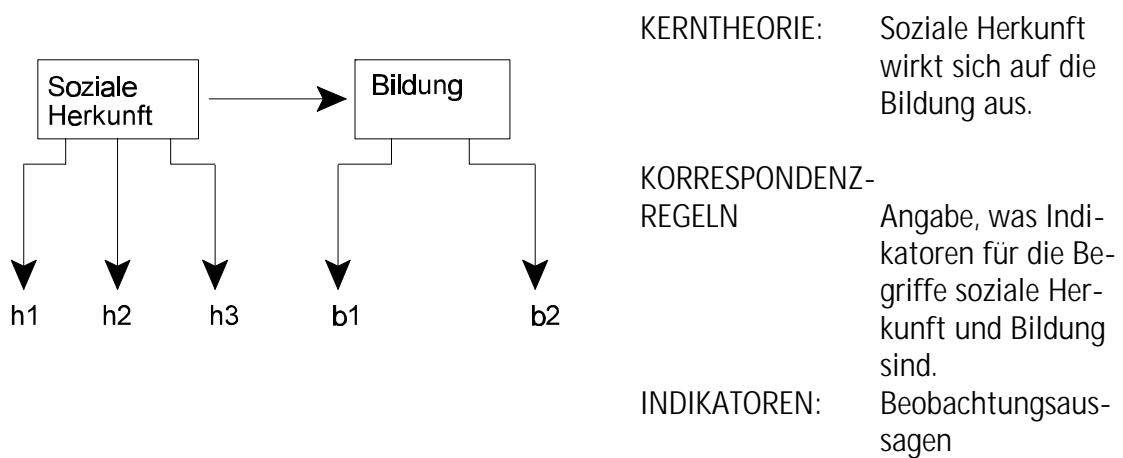 KERNTHEORIE: Soziale Herkunft
wirkt sich auf die
Bildung aus.
Soziale
Herkunft
Bildung
KORRESPONDENZ-
REGELN Angabe, was Indi-
katoren für die Be-
griffe soziale Her-
kunft und Bildung
sind.
h1 h2 h3 b1 b2
INDIKATOREN: Beobachtungsaus-
sagen